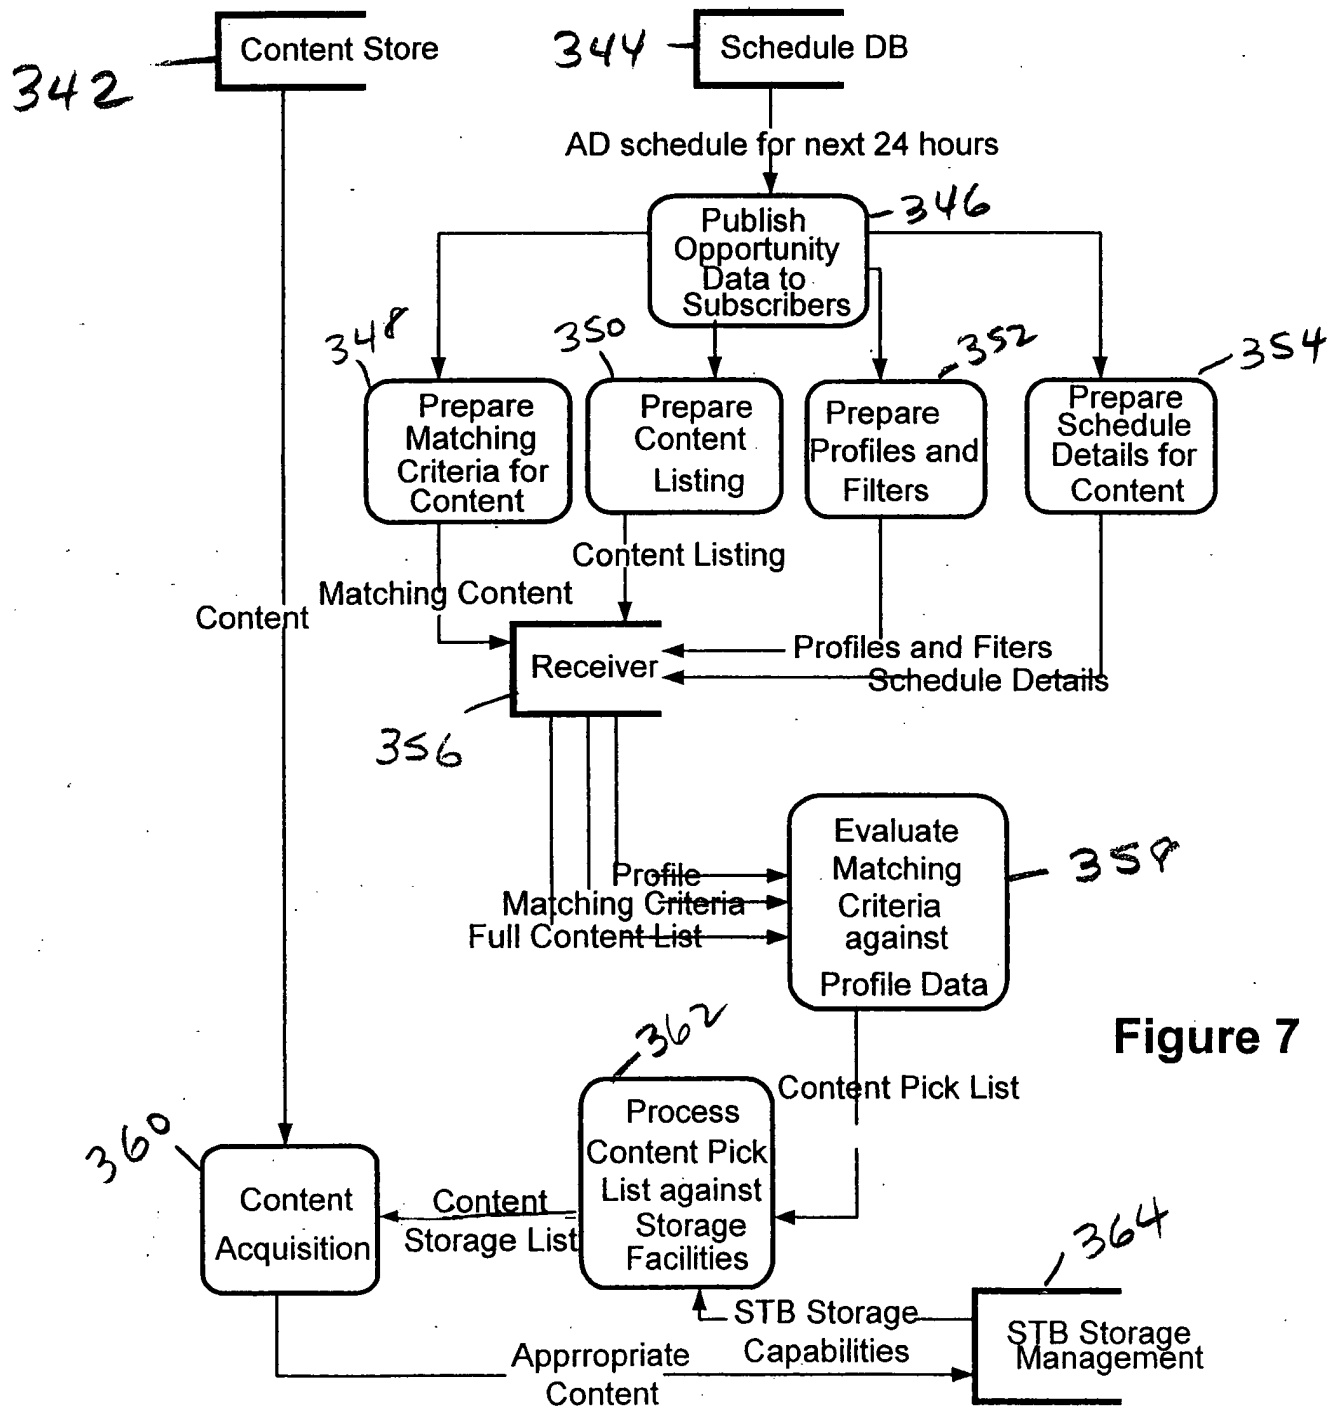 Content Store
344
Schedule DB
342
AD schedule for next 24 hours
346
Publish
Opportunity
Data to
Subscribers
348
350
352
354
Prepare
Matching
Criteria for
Content
Prepare
Content
Listing
Prepare
Profiles and
Filters
Prepare
Schedule
Details for
Content
Content Listing
Matching Content
Content
Receiver
Profiles and Fiters
Schedule Details
356
Evaluate
Matching
Criteria
against
Profile Data
358
Profile
Matching Criteria
Full Content List
362
Figure 7
Content Pick List
Process
Content Pick
List against
Storage
Facilities
360
Content
Acquisition
Content
Storage List
364
STB Storage
Capabilities
STB Storage
Management
Apprropriate
Content